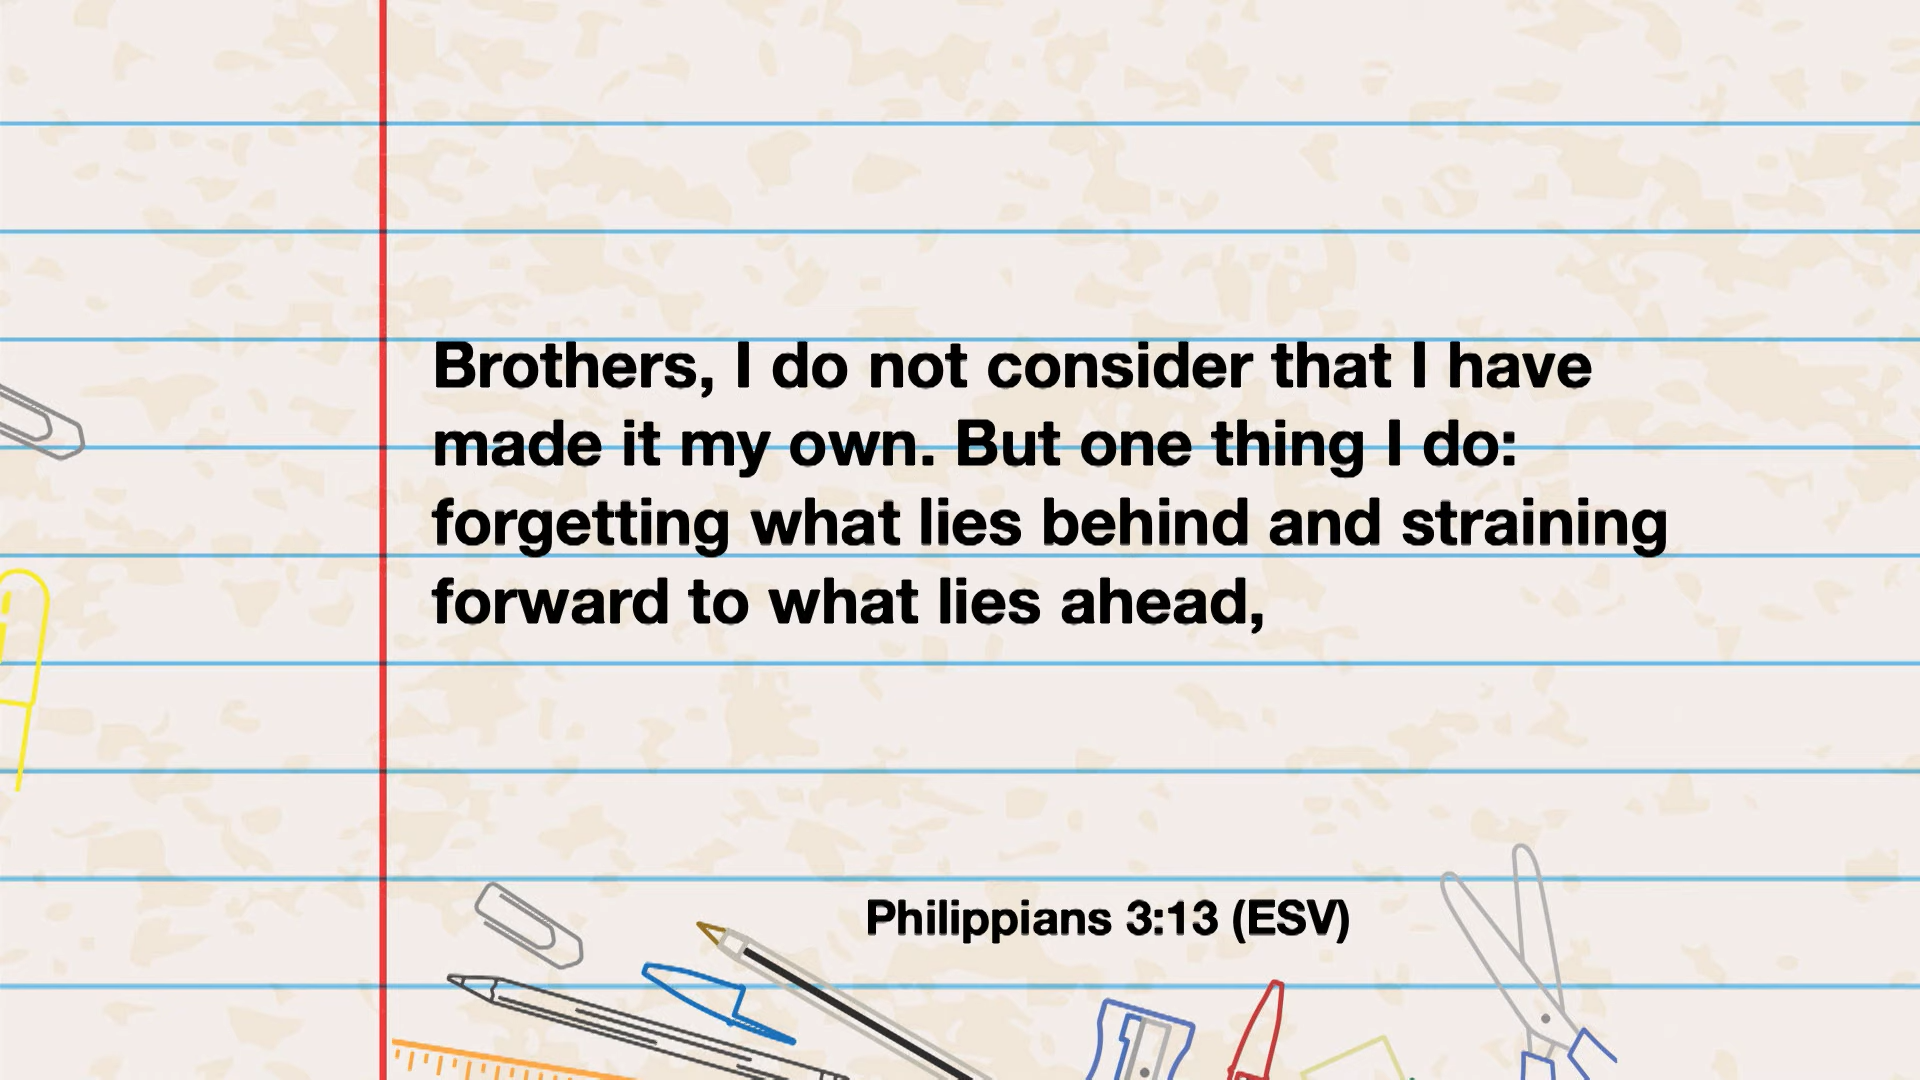 Brothers, I do not consider that I have
made it my own. But one thing I do:
forgetting what lies behind and straining
forward to what lies ahead,
Philippians 3:13 (ESV)